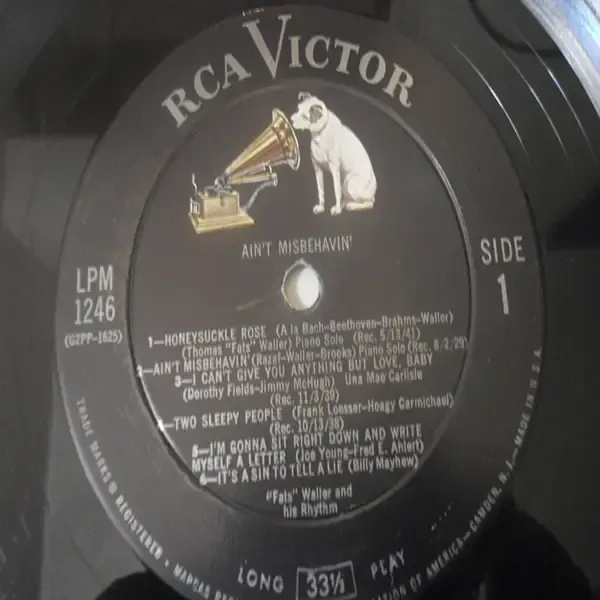 RCA VICTOR
AIN'T MISBEHAVIN'
LPM
1246
(G2PP-1625)
SIDE
1
1—HONEYSUCKLE ROSE (A la Bach-Beethoven-Brahms-Waller)
(Thomas "Fats" Waller) Piano Solo (Rec. 5/13/41)
2—AIN'T MISBEHAVIN' (Razaf-Waller-Brooks) Piano Solo (Rec. 8/2/29)
3—I CAN'T GIVE YOU ANYTHING BUT LOVE, BABY
(Dorothy Fields-Jimmy McHugh) Una Mae Carlisle
(Rec. 11/3/39)
4—TWO SLEEPY PEOPLE (Frank Loesser-Hoagy Carmichael)
(Rec. 10/13/38)
5—I'M GONNA SIT RIGHT DOWN AND WRITE
MYSELF A LETTER (Joe Young-Fred E. Ahlert)
6—IT'S A SIN TO TELL A LIE (Billy Mayhew)
"Fats" Waller and
his Rhythm
LONG 33⅓ PLAY
TRADE MARKS ® REGISTERED • MARCAS OF AMERICA—CAMDEN, N. J.—MADE IN U.S.A.